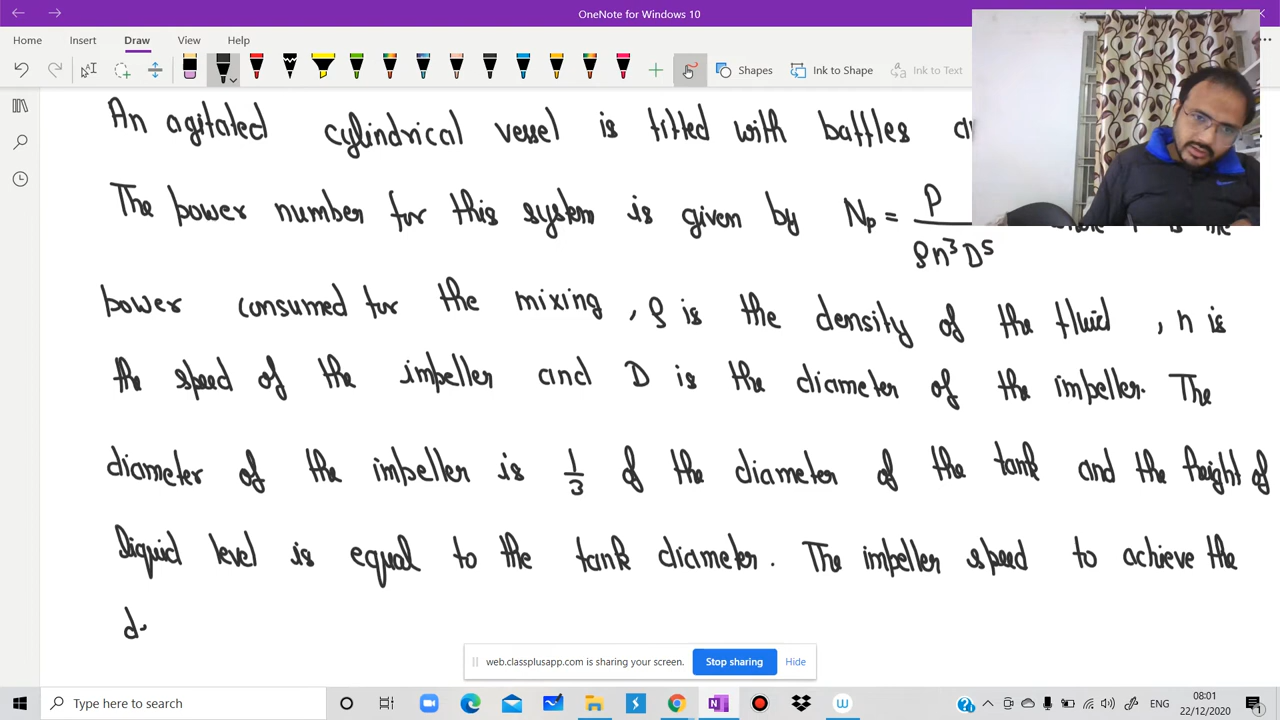 OneNote for Windows 10
Home Insert Draw View Help
Shapes Ink to Shape Ink to Text
An agitated cylindrical vessel is fitted with baffles
The power number for this system is given by Np = P / ρn³D⁵ is the
power consumed for the mixing, ρ is the density of the fluid, n is
the speed of the impeller and D is the diameter of the impeller. The
diameter of the impeller is 1/3 of the diameter of the tank and the height of
liquid level is equal to the tank diameter. The impeller speed to achieve the
d
web.classplusapp.com is sharing your screen. Stop sharing Hide
Type here to search
ENG
08:01
22/12/2020